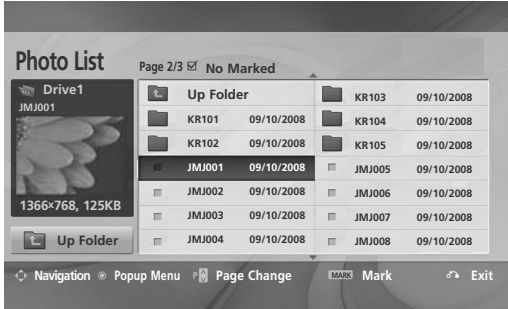 Photo List
Page 2/3 No Marked
Drive1
JMJ001
1366×768, 125KB
Up Folder
Up Folder
KR101 09/10/2008
KR102 09/10/2008
JMJ001 09/10/2008
JMJ002 09/10/2008
JMJ003 09/10/2008
JMJ004 09/10/2008
KR103 09/10/2008
KR104 09/10/2008
KR105 09/10/2008
JMJ005 09/10/2008
JMJ006 09/10/2008
JMJ007 09/10/2008
JMJ008 09/10/2008
Navigation Popup Menu P Page Change MARK Mark Exit